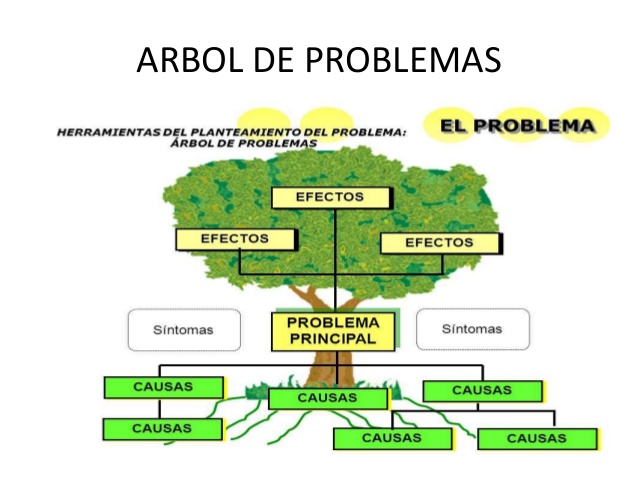 ARBOL DE PROBLEMAS
HERRAMIENTAS DEL PLANTEAMIENTO DEL PROBLEMA:
ÁRBOL DE PROBLEMAS
EL PROBLEMA
EFECTOS
EFECTOS
EFECTOS
Síntomas
PROBLEMA
PRINCIPAL
Síntomas
CAUSAS
CAUSAS
CAUSAS
CAUSAS
CAUSAS
CAUSAS